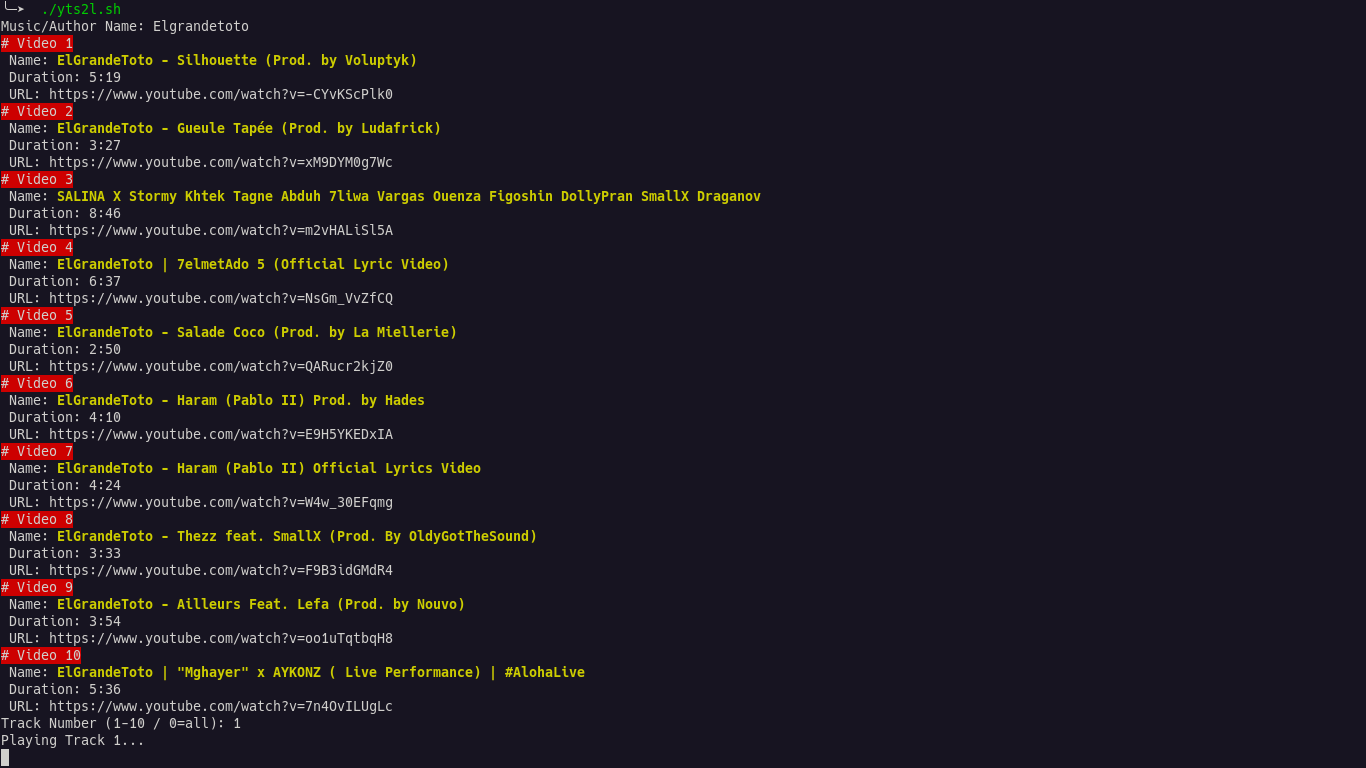 ╰─➤  ./yts2l.sh
Music/Author Name: Elgrandetoto
# Video 1
 Name: ElGrandeToto - Silhouette (Prod. by Voluptyk)
 Duration: 5:19
 URL: https://www.youtube.com/watch?v=-CYvKScPlk0
# Video 2
 Name: ElGrandeToto - Gueule Tapée (Prod. by Ludafrick)
 Duration: 3:27
 URL: https://www.youtube.com/watch?v=xM9DYM0g7Wc
# Video 3
 Name: SALINA X Stormy Khtek Tagne Abduh 7liwa Vargas Ouenza Figoshin DollyPran SmallX Draganov
 Duration: 8:46
 URL: https://www.youtube.com/watch?v=m2vHALiSl5A
# Video 4
 Name: ElGrandeToto | 7elmetAdo 5 (Official Lyric Video)
 Duration: 6:37
 URL: https://www.youtube.com/watch?v=NsGm_VvZfCQ
# Video 5
 Name: ElGrandeToto - Salade Coco (Prod. by La Miellerie)
 Duration: 2:50
 URL: https://www.youtube.com/watch?v=QARucr2kjZ0
# Video 6
 Name: ElGrandeToto - Haram (Pablo II) Prod. by Hades
 Duration: 4:10
 URL: https://www.youtube.com/watch?v=E9H5YKEDxIA
# Video 7
 Name: ElGrandeToto - Haram (Pablo II) Official Lyrics Video
 Duration: 4:24
 URL: https://www.youtube.com/watch?v=W4w_30EFqmg
# Video 8
 Name: ElGrandeToto - Thezz feat. SmallX (Prod. By OldyGotTheSound)
 Duration: 3:33
 URL: https://www.youtube.com/watch?v=F9B3idGMdR4
# Video 9
 Name: ElGrandeToto - Ailleurs Feat. Lefa (Prod. by Nouvo)
 Duration: 3:54
 URL: https://www.youtube.com/watch?v=oo1uTqtbqH8
# Video 10
 Name: ElGrandeToto | "Mghayer" x AYKONZ ( Live Performance) | #AlohaLive
 Duration: 5:36
 URL: https://www.youtube.com/watch?v=7n4OvILUgLc
Track Number (1-10 / 0=all): 1
Playing Track 1...